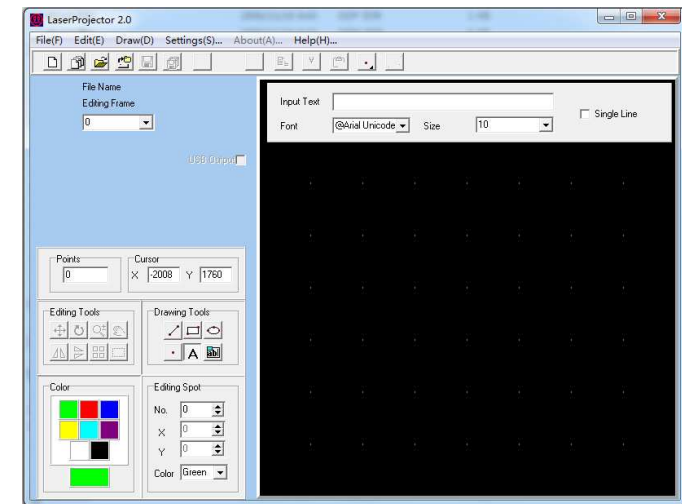 LaserProjector 2.0
File(F) Edit(E) Draw(D) Settings(S)... About(A)... Help(H)...
File Name
Editing Frame
0
USB Output
Input Text
Font @Arial Unicode Size 10
Single Line
Points
0
Cursor
X -2008 Y 1760
Editing Tools
Drawing Tools
A ab
Color
Editing Spot
No. 0
X 0
Y 0
Color Green